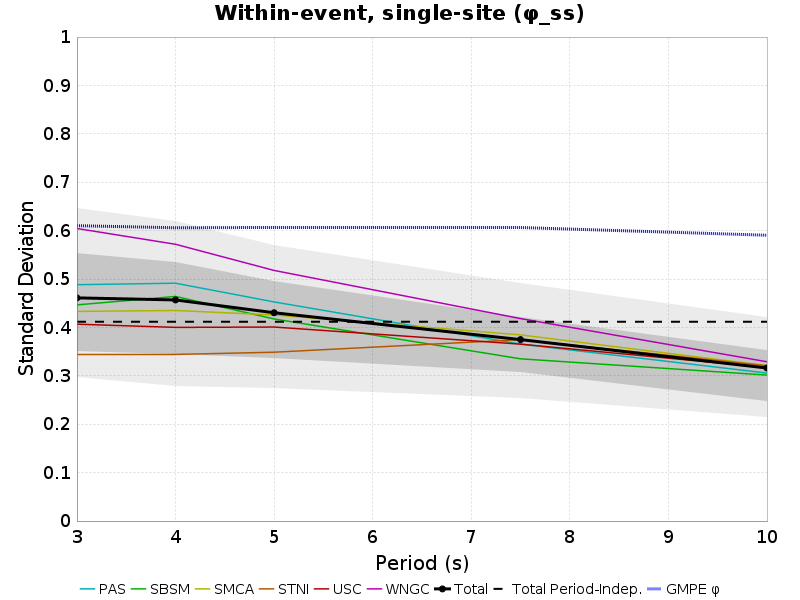 Within-event, single-site (φ_ss)
1
0.9
0.8
0.7
0.6
0.5
0.4
0.3
0.2
0.1
0
Standard Deviation
3 4 5 6 7 8 9 10
Period (s)
PAS SBSM SMCA STNI USC WNGC Total Total Period-Indep. GMPE φ